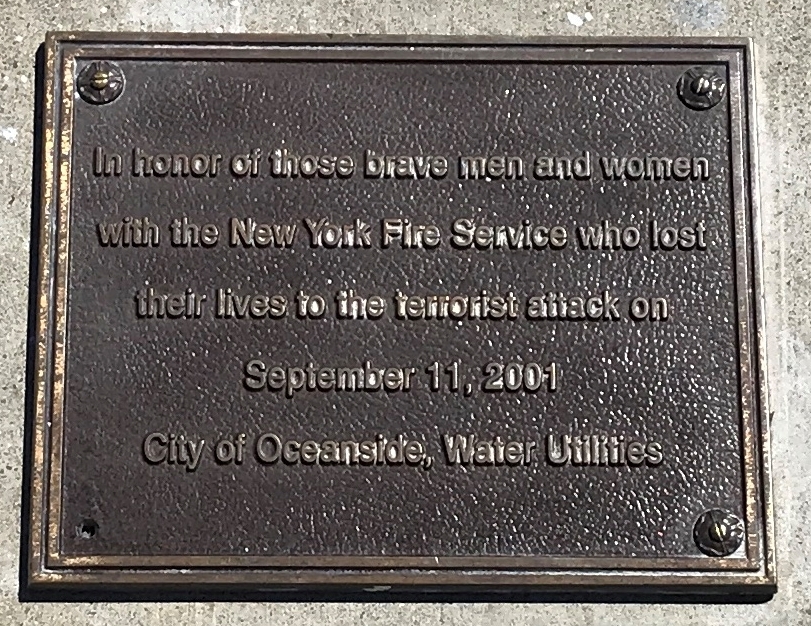 In honor of those brave men and women
with the New York Fire Service who lost
their lives to the terrorist attack on
September 11, 2001
City of Oceanside, Water Utilities